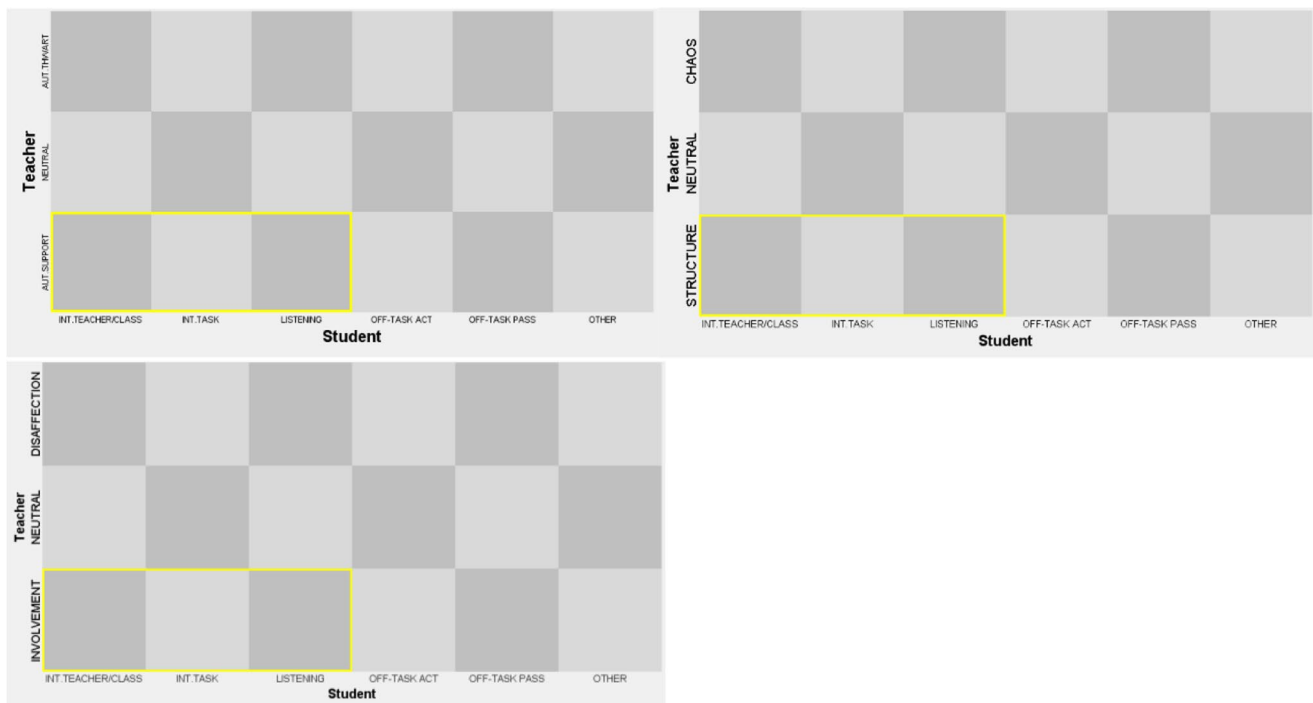 AUT.THWART
NEUTRAL
AUT.SUPPORT
Teacher
INT.TEACHER/CLASS INT.TASK LISTENING OFF-TASK ACT OFF-TASK PASS OTHER
Student
CHAOS
NEUTRAL
STRUCTURE
Teacher
INT.TEACHER/CLASS INT.TASK LISTENING OFF-TASK ACT OFF-TASK PASS OTHER
Student
DISAFFECTION
NEUTRAL
INVOLVEMENT
Teacher
INT.TEACHER/CLASS INT.TASK LISTENING OFF-TASK ACT OFF-TASK PASS OTHER
Student